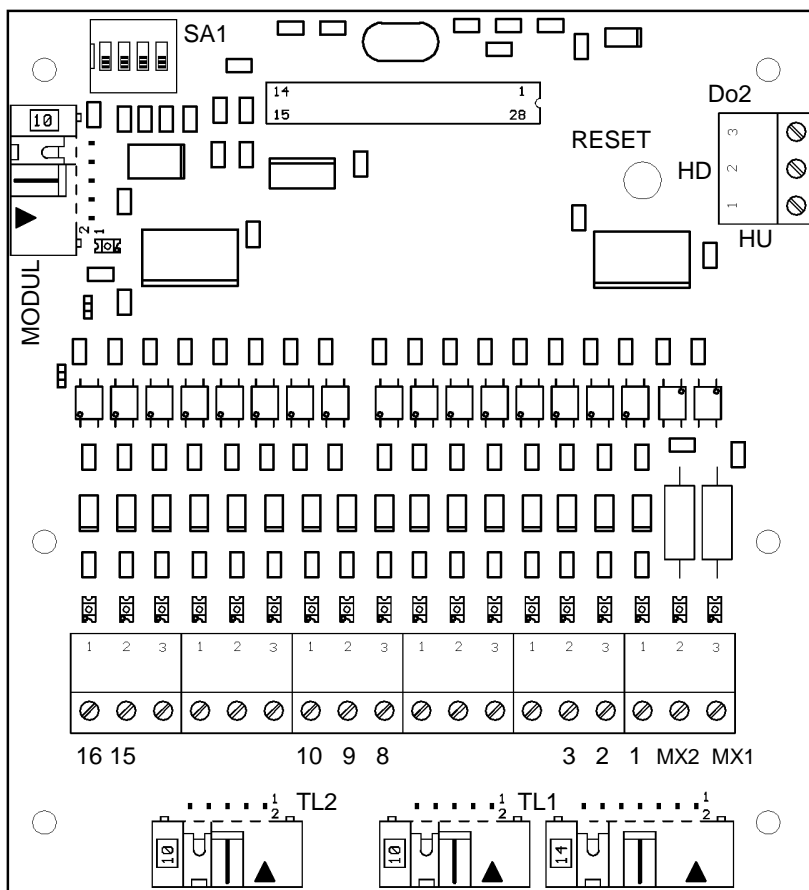 SA1
14 1
15 28
10
Do2
RESET
3
HD 2
1
HU
2 1
MODUL
1 2 3 1 2 3 1 2 3 1 2 3 1 2 3 1 2 3
16 15 10 9 8 3 2 1 MX2 MX1
TL2 TL1
1 1 1
2 2 2
10 10 14